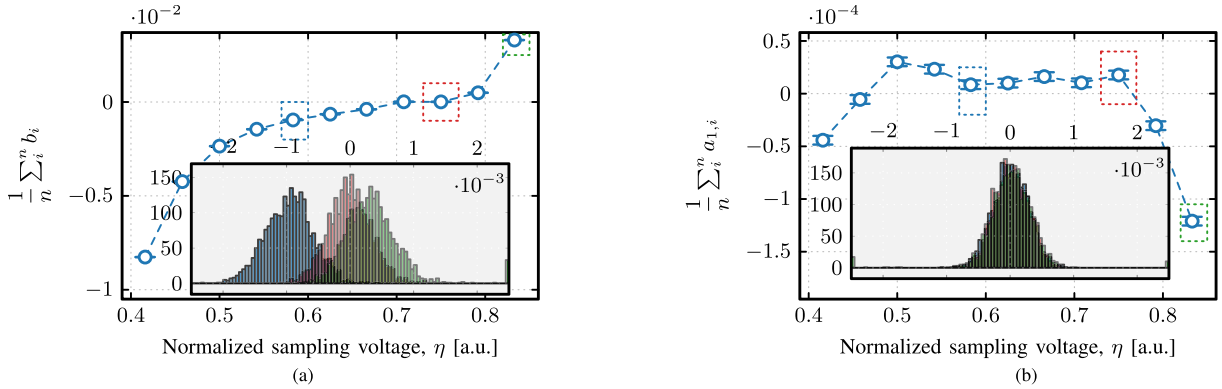 ·10⁻²
0
−0.5
−1
1/n ∑ᵢⁿ bᵢ
−2 −1 0 1 2
·10⁻³
150
100
50
0
0.4 0.5 0.6 0.7 0.8
Normalized sampling voltage, η [a.u.]
(a)
·10⁻⁴
0.5
0
−0.5
−1
−1.5
1/n ∑ᵢⁿ a₁,ᵢ
−2 −1 0 1 2
·10⁻³
150
100
50
0
0.4 0.5 0.6 0.7 0.8
Normalized sampling voltage, η [a.u.]
(b)